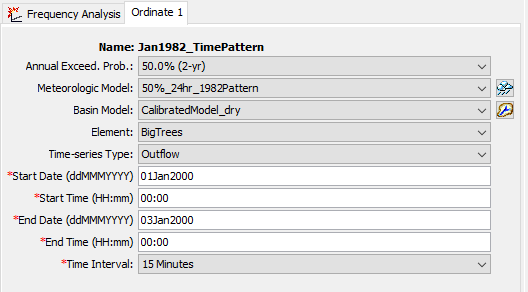 Frequency Analysis Ordinate 1
Name: Jan1982_TimePattern
Annual Exceed. Prob.: 50.0% (2-yr)
Meteorologic Model: 50%_24hr_1982Pattern
Basin Model: CalibratedModel_dry
Element: BigTrees
Time-series Type: Outflow
*Start Date (ddMMMYYYY) 01Jan2000
*Start Time (HH:mm) 00:00
*End Date (ddMMMYYYY) 03Jan2000
*End Time (HH:mm) 00:00
*Time Interval: 15 Minutes